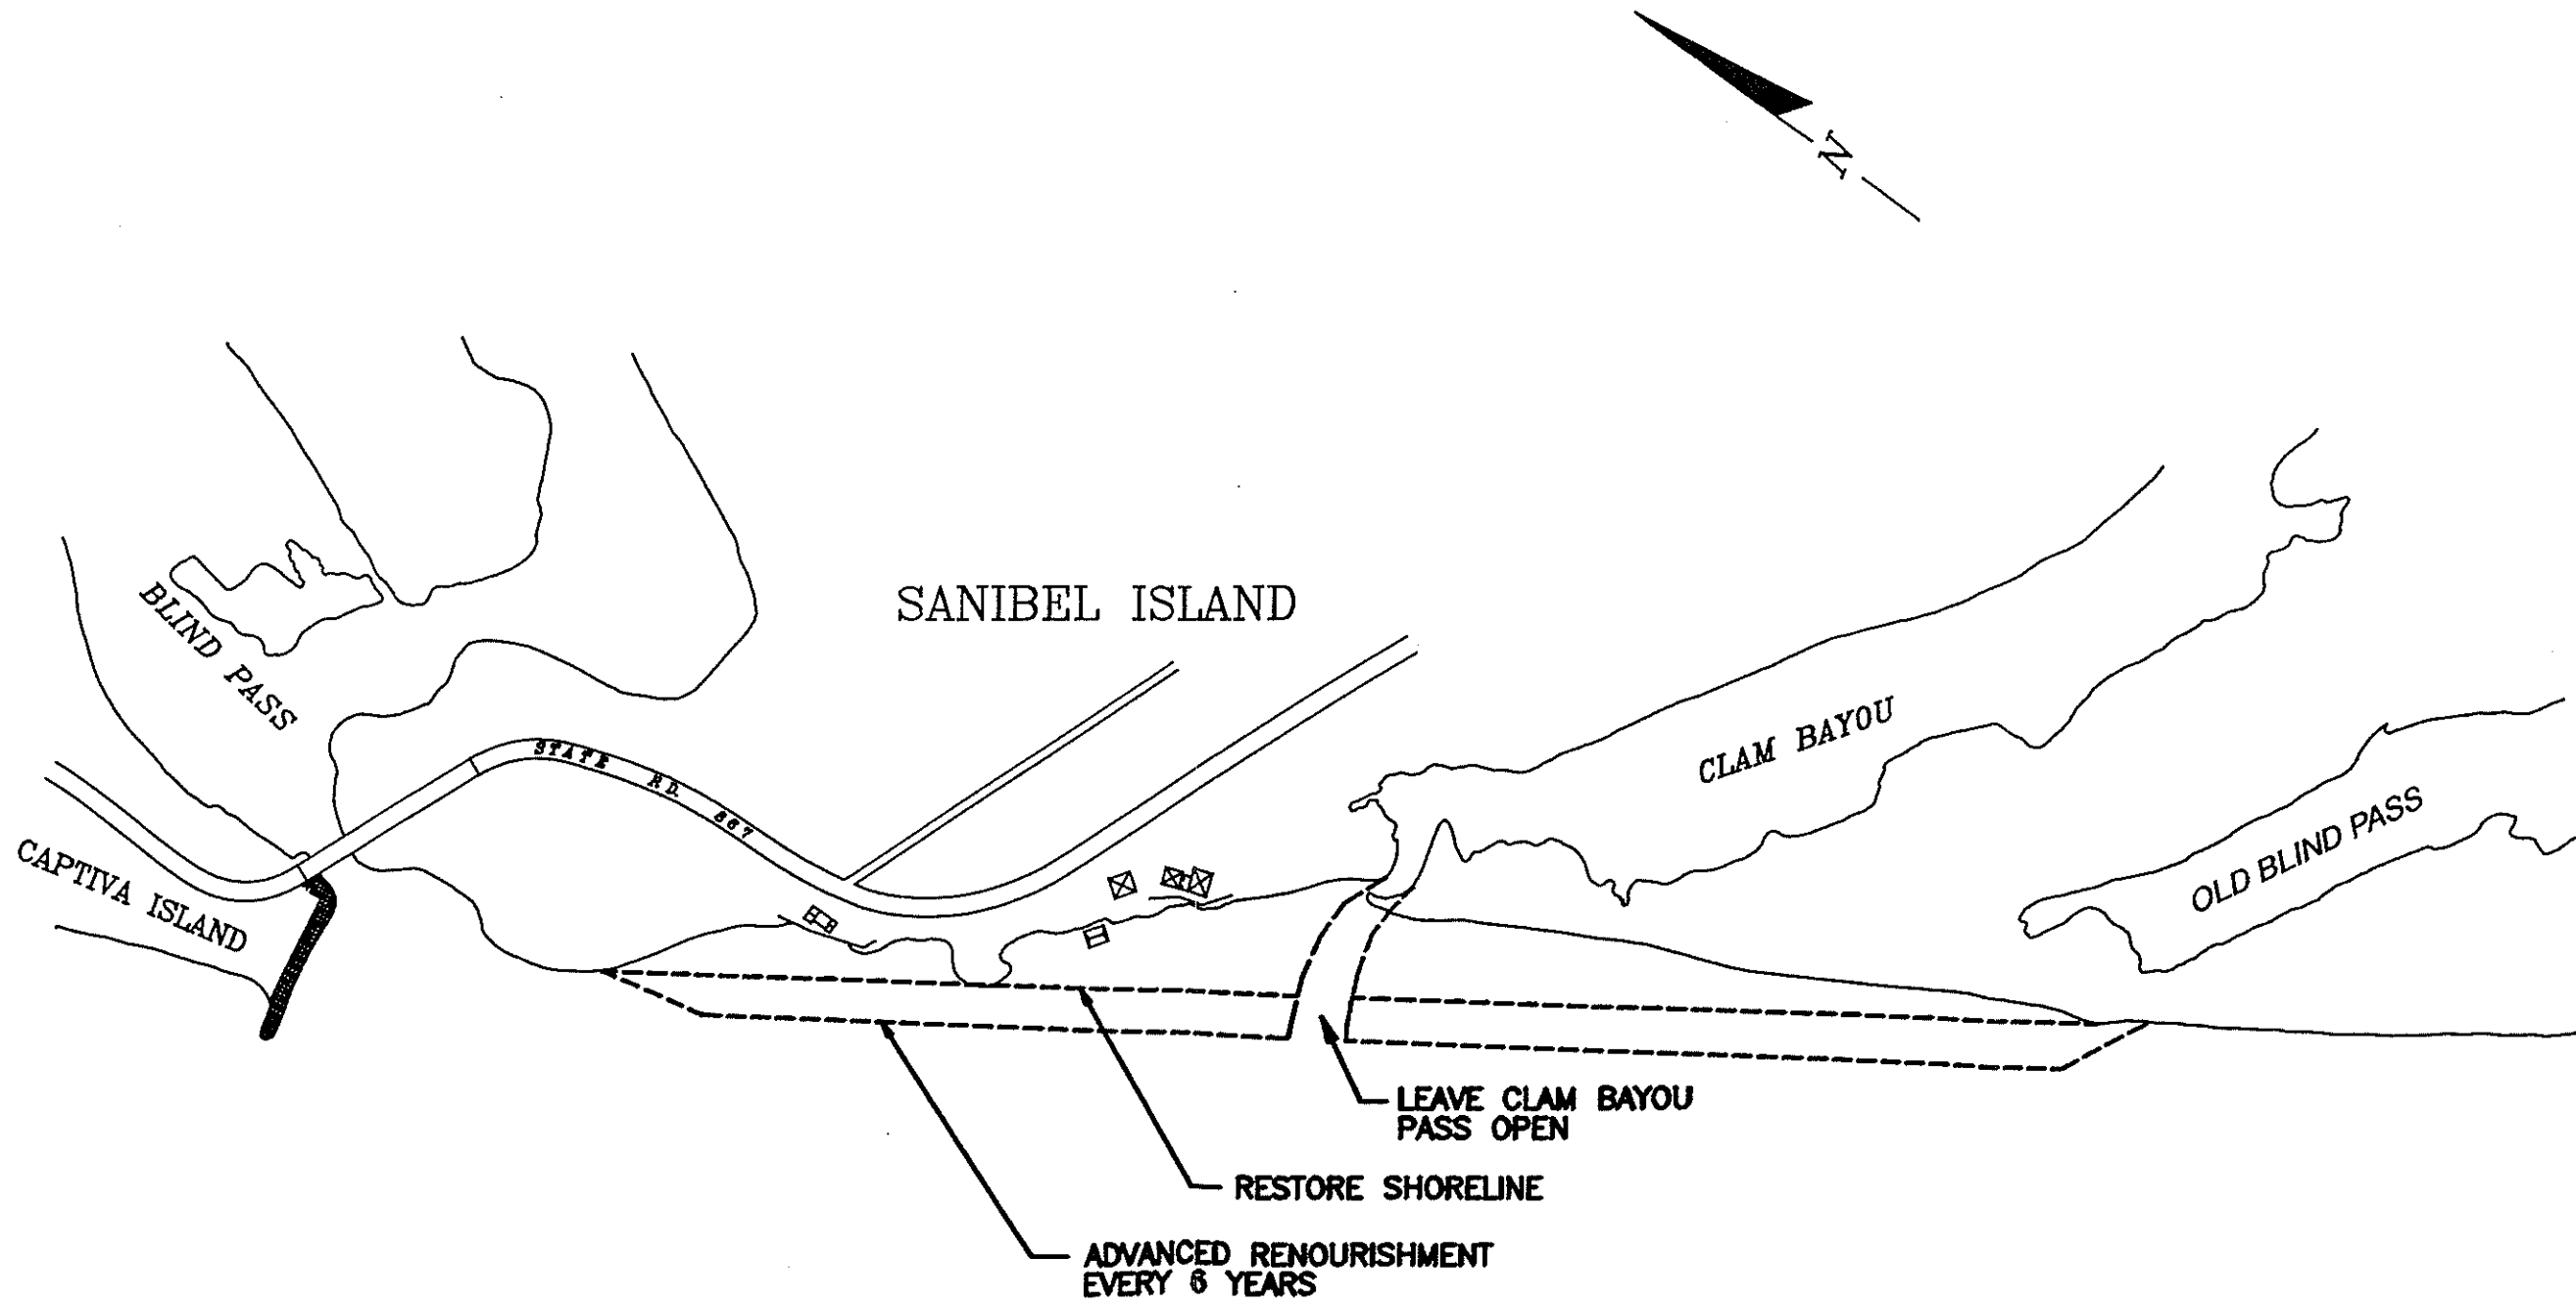 N
SANIBEL ISLAND
BLIND PASS
STATE RD. 867
CLAM BAYOU
CAPTIVA ISLAND
OLD BLIND PASS
LEAVE CLAM BAYOU
PASS OPEN
RESTORE SHORELINE
ADVANCED RENOURISHMENT
EVERY 6 YEARS